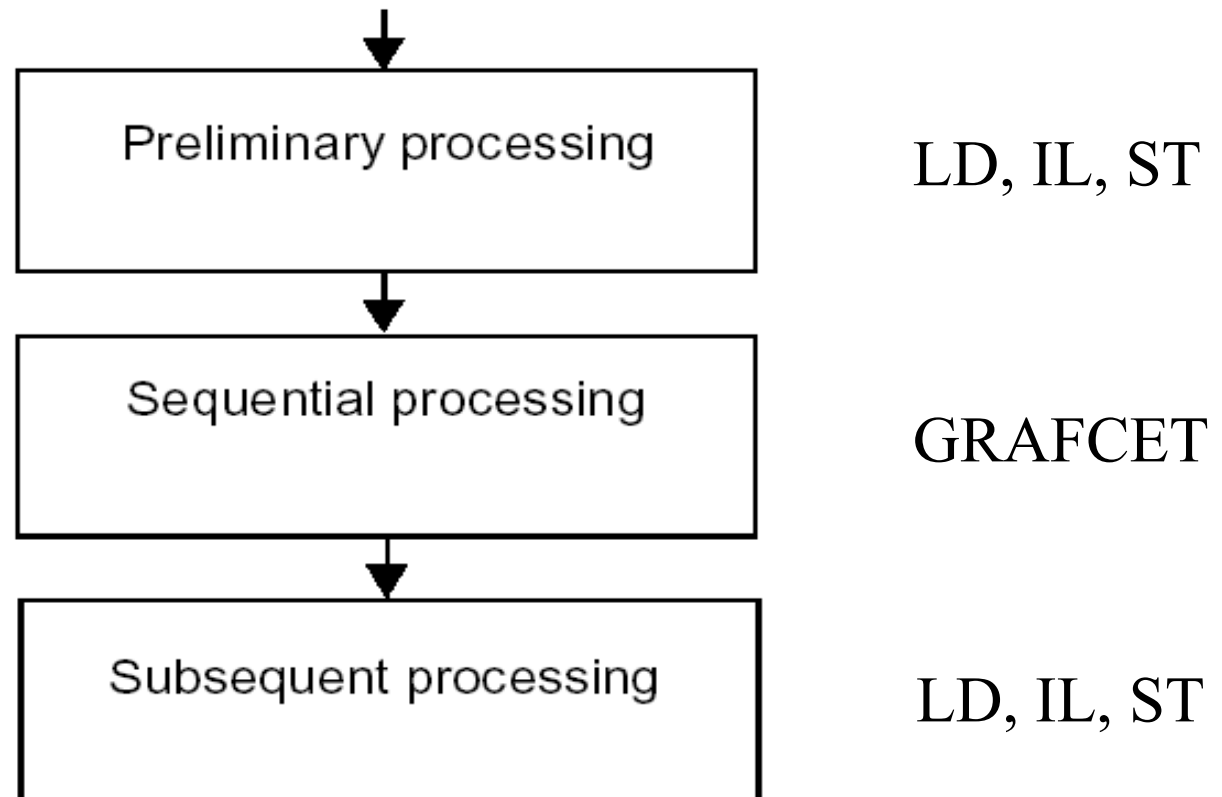 Preliminary processing
LD, IL, ST
Sequential processing
GRAFCET
Subsequent processing
LD, IL, ST